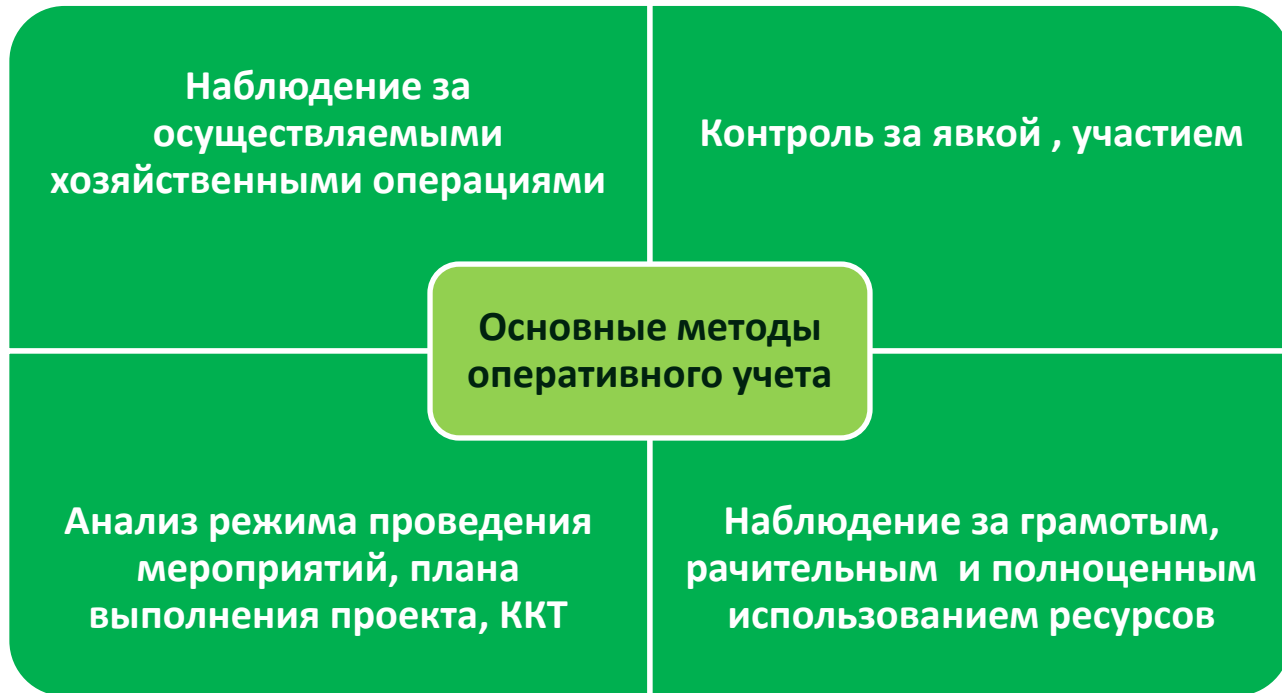 Наблюдение за
осуществляемыми
хозяйственными операциями
Контроль за явкой , участием
Основные методы
оперативного учета
Анализ режима проведения
мероприятий, плана
выполнения проекта, ККТ
Наблюдение за грамотым,
рачительным и полноценным
использованием ресурсов